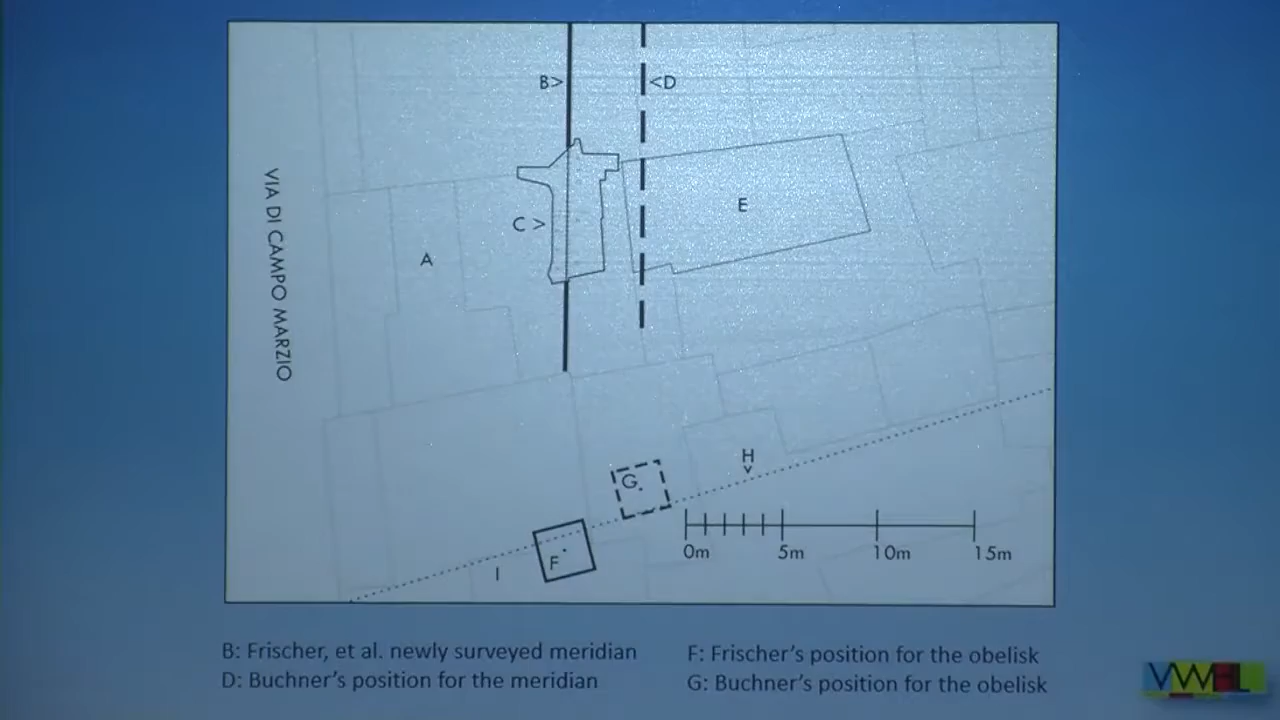 B>
<D
VIA DI CAMPO MARZIO
C >
E
A
H
G
F
I
0m
5m
10m
15m
B: Frischer, et al. newly surveyed meridian
D: Buchner's position for the meridian
F: Frischer's position for the obelisk
G: Buchner's position for the obelisk
VWHL